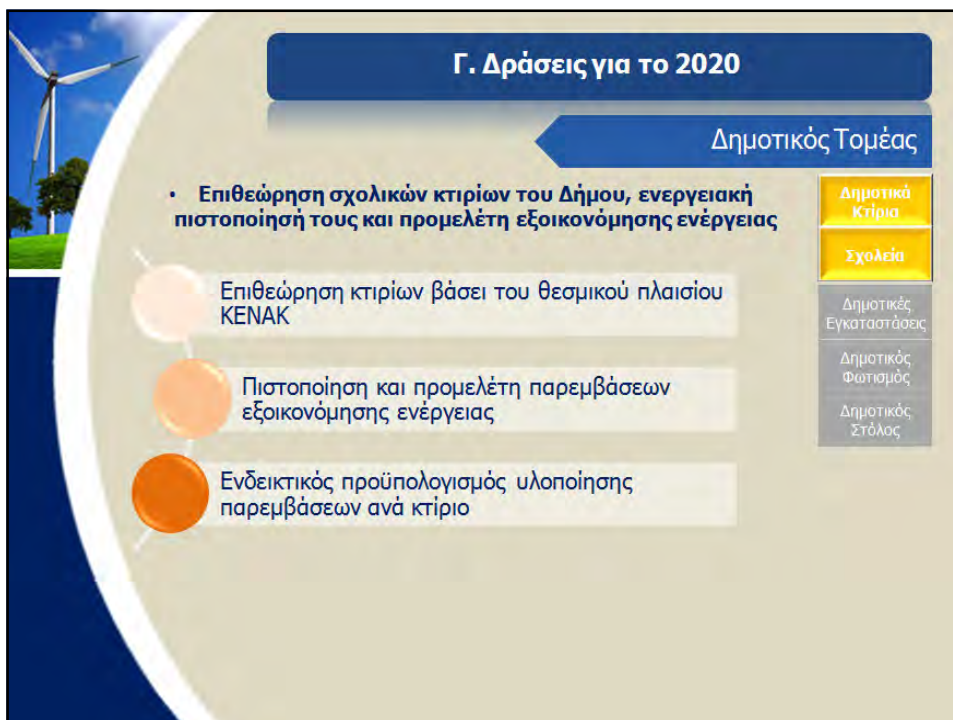 Γ. Δράσεις για το 2020
Δημοτικός Τομέας
• Επιθεώρηση σχολικών κτιρίων του Δήμου, ενεργειακή
πιστοποίησή τους και προμελέτη εξοικονόμησης ενέργειας
Επιθεώρηση κτιρίων βάσει του θεσμικού πλαισίου
ΚΕΝΑΚ
Πιστοποίηση και προμελέτη παρεμβάσεων
εξοικονόμησης ενέργειας
Ενδεικτικός προϋπολογισμός υλοποίησης
παρεμβάσεων ανά κτίριο
Δημοτικά
Κτίρια
Σχολεία
Δημοτικές
Εγκαταστάσεις
Δημοτικός
Φωτισμός
Δημοτικός
Στόλος